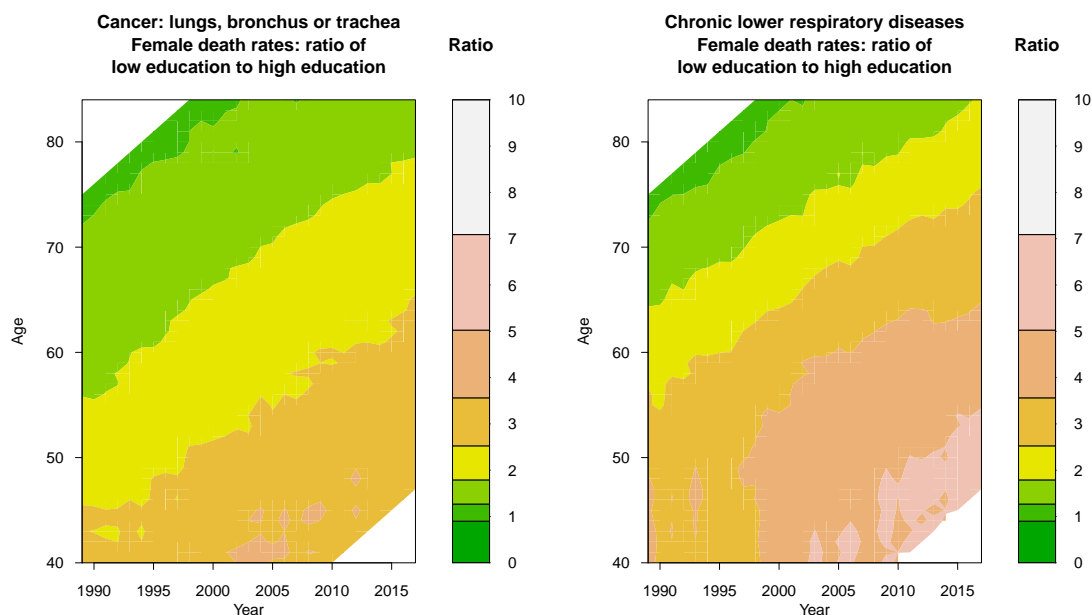 Cancer: lungs, bronchus or trachea
Female death rates: ratio of
low education to high education
Ratio
80
70
60
50
40
Age
1990 1995 2000 2005 2010 2015
Year
10
9
8
7
6
5
4
3
2
1
0
Chronic lower respiratory diseases
Female death rates: ratio of
low education to high education
Ratio
80
70
60
50
40
Age
1990 1995 2000 2005 2010 2015
Year
10
9
8
7
6
5
4
3
2
1
0